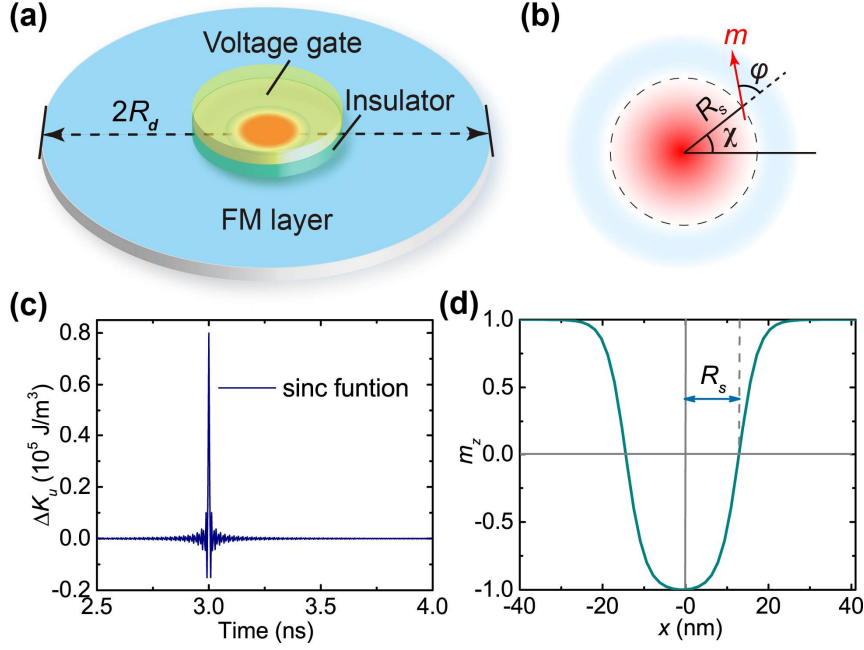 (a)
Voltage gate
Insulator
2R_d
FM layer
(b)
m
φ
R_s
χ
(c)
0.8
0.6
0.4
0.2
0.0
-0.2
ΔK_u (10^5 J/m^3)
sinc funtion
2.5
3.0
3.5
4.0
Time (ns)
(d)
1.0
0.5
0.0
-0.5
-1.0
m_z
R_s
-40
-20
-0
20
40
x (nm)